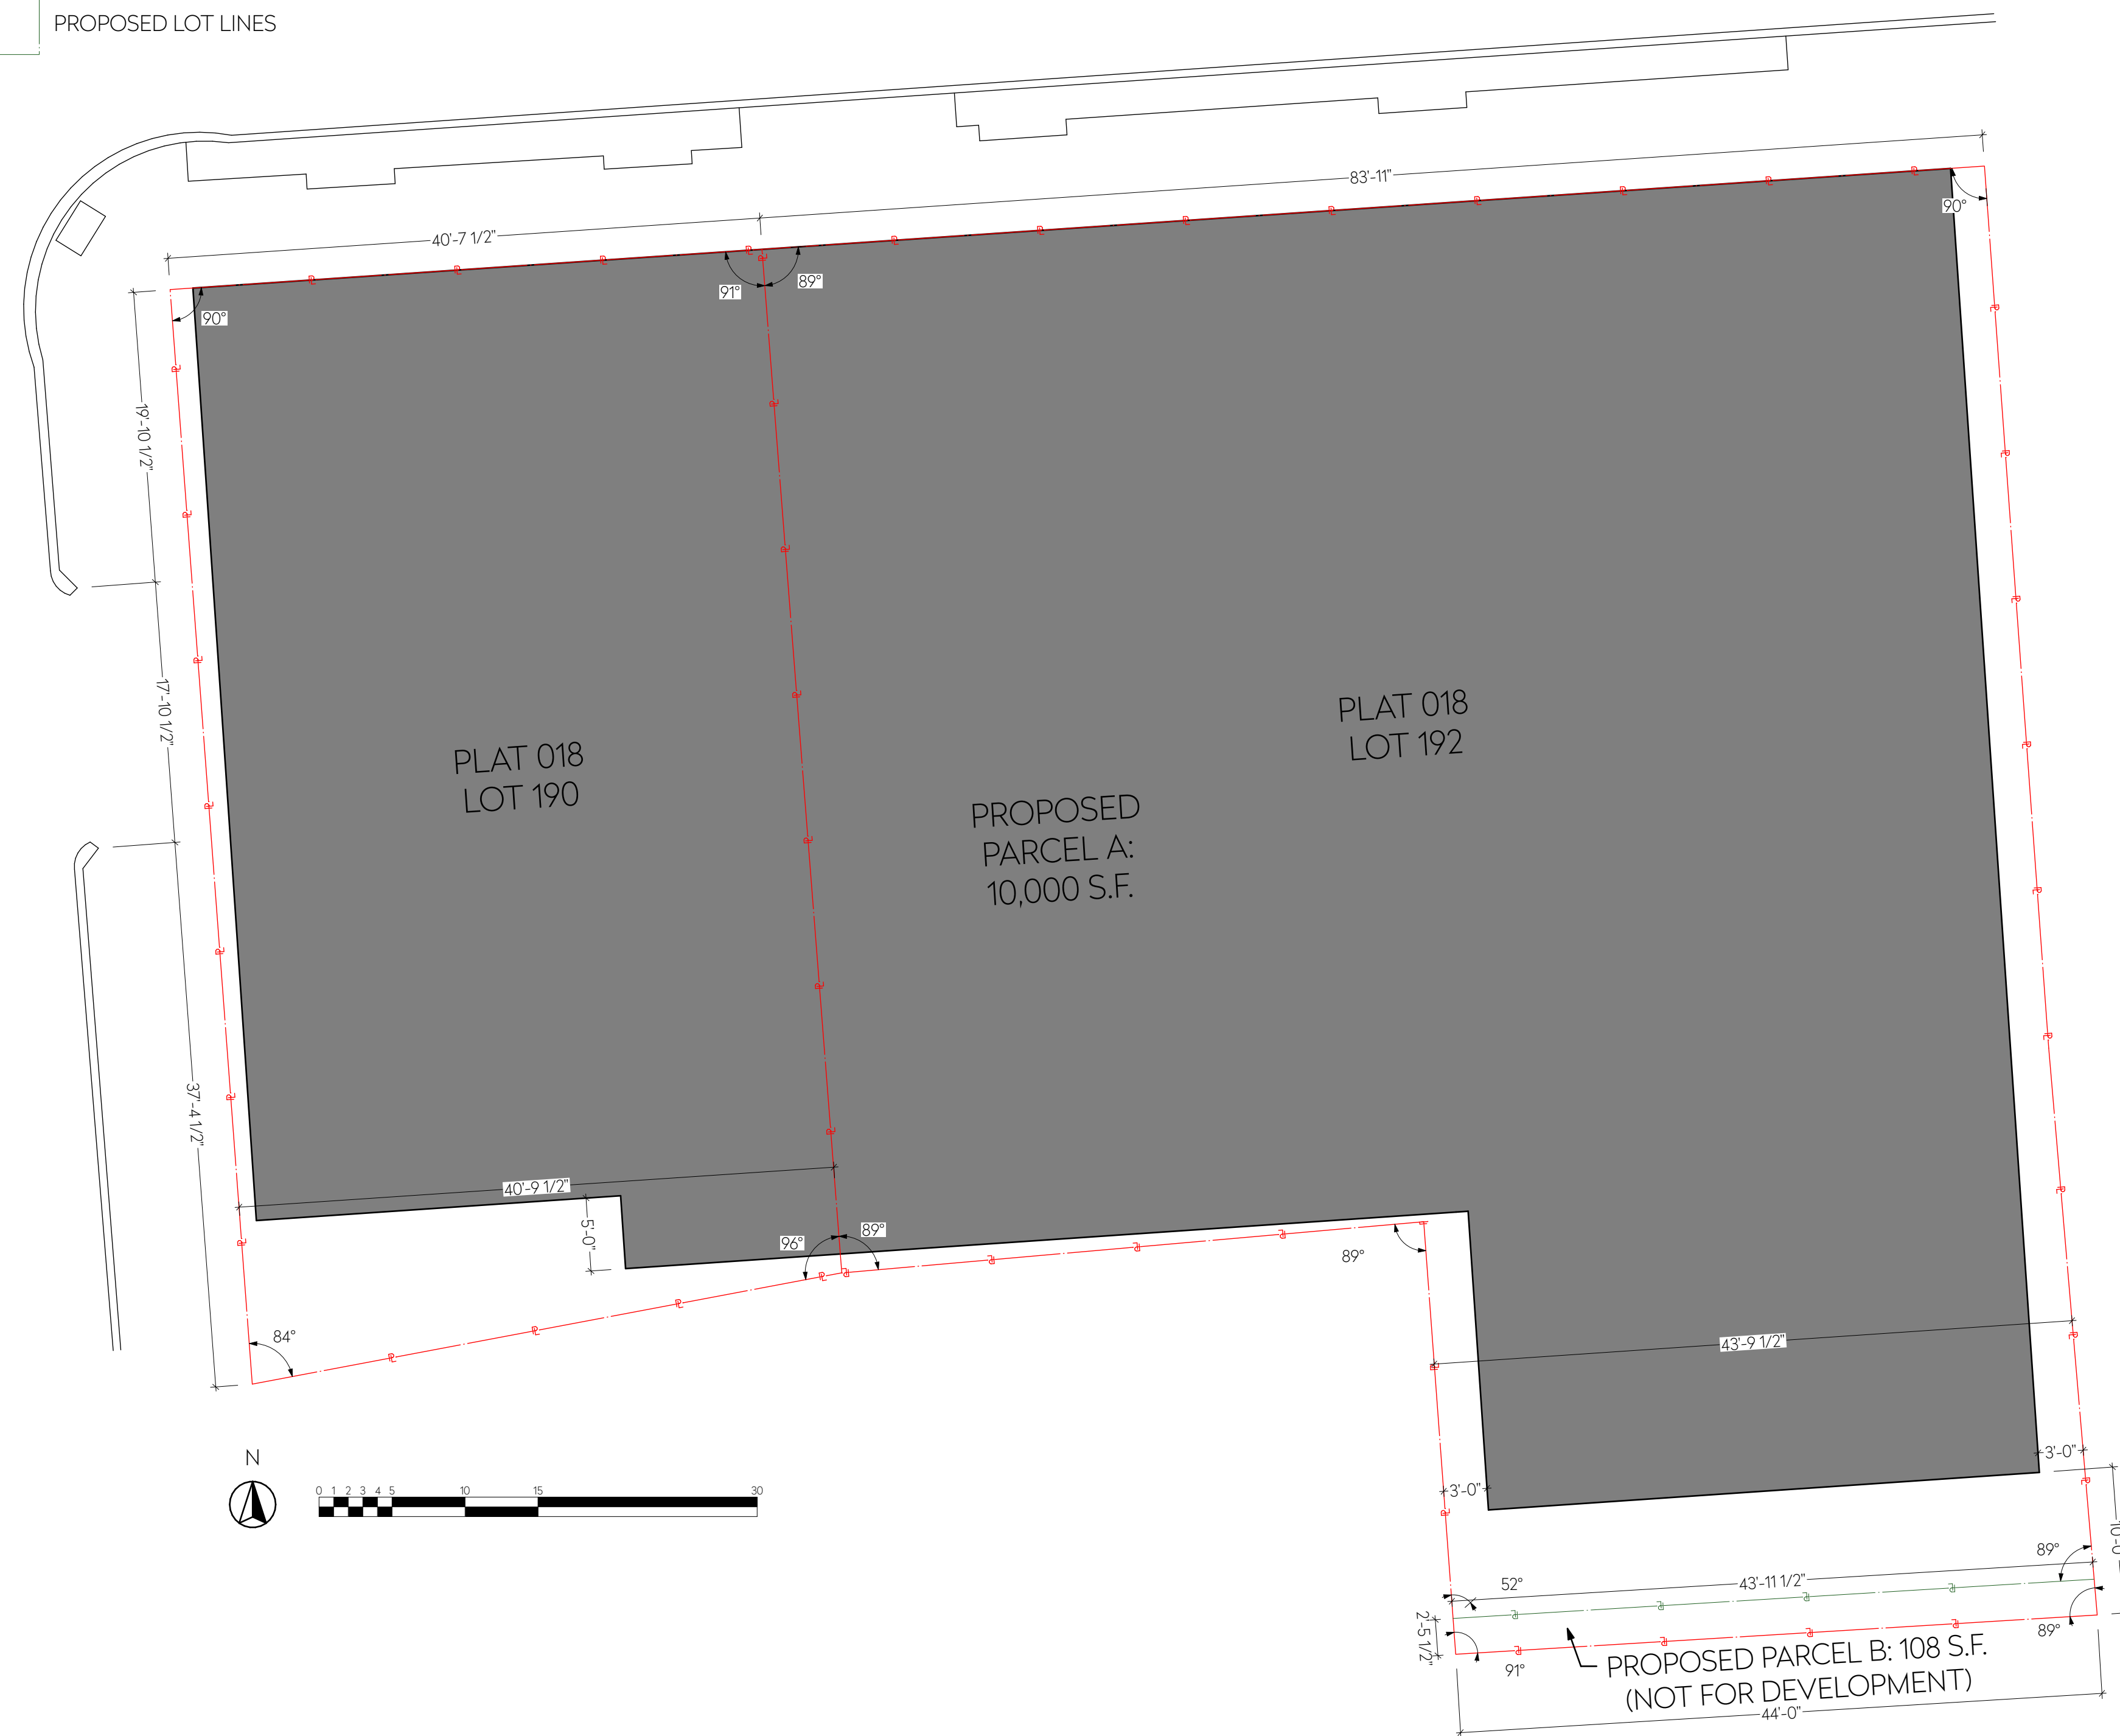 PROPOSED LOT LINES
83'-11"
40'-7 1/2"
90°
91°
89°
90°
19'-10 1/2"
17'-10 1/2"
37'-4 1/2"
PLAT 018
LOT 190
PLAT 018
LOT 192
PROPOSED
PARCEL A:
10,000 S.F.
40'-9 1/2"
5'-0"
96°
89°
89°
84°
43'-9 1/2"
3'-0"
3'-0"
N
0 1 2 3 4 5 10 15 30
10'-0"
89°
52°
43'-11 1/2"
2'-5 1/2"
91°
89°
PROPOSED PARCEL B: 108 S.F.
(NOT FOR DEVELOPMENT)
44'-0"